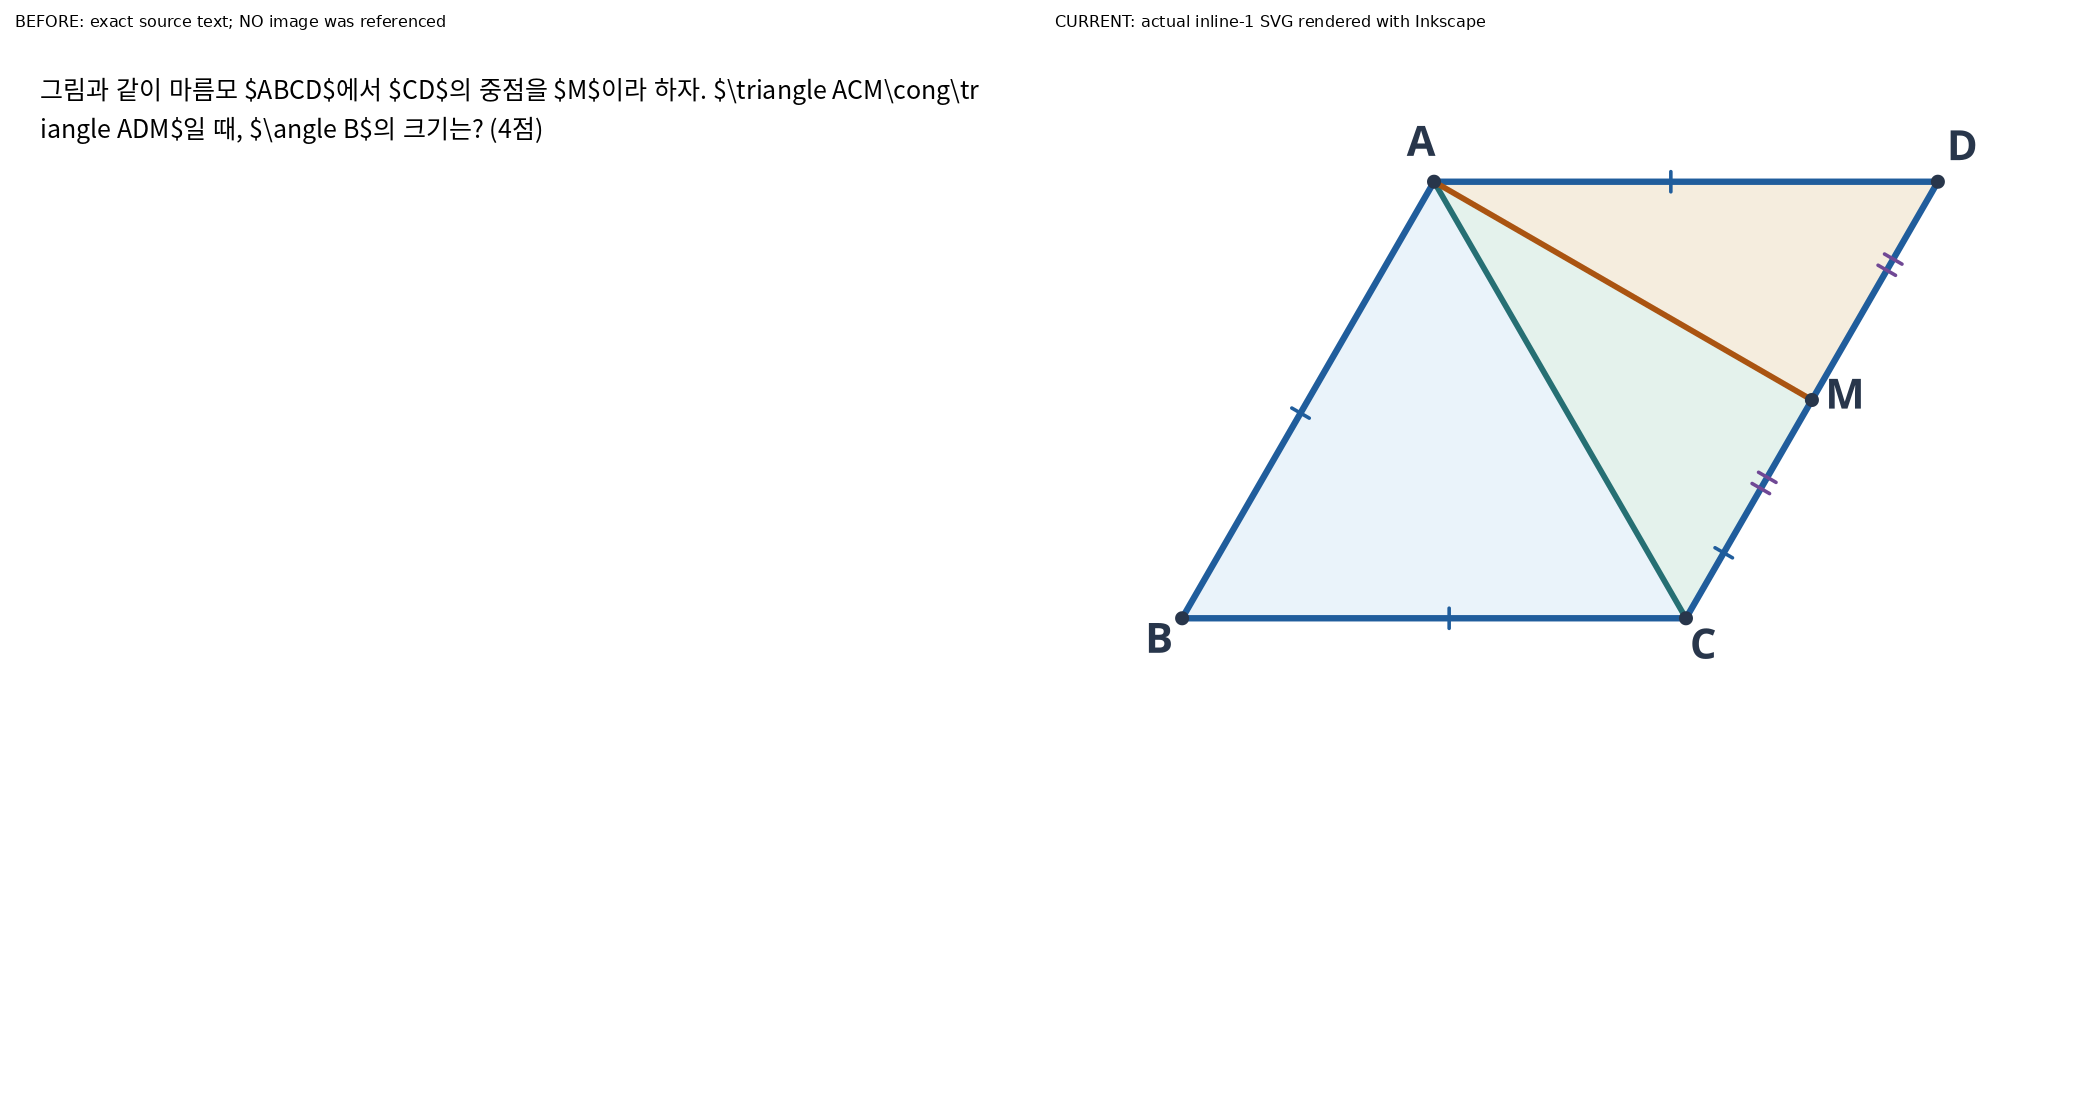 BEFORE: exact source text; NO image was referenced
그림과 같이 마름모 $ABCD$에서 $CD$의 중점을 $M$이라 하자. $\triangle ACM\cong\tr
iangle ADM$일 때, $\angle B$의 크기는? (4점)
CURRENT: actual inline-1 SVG rendered with Inkscape
A
D
M
B
C